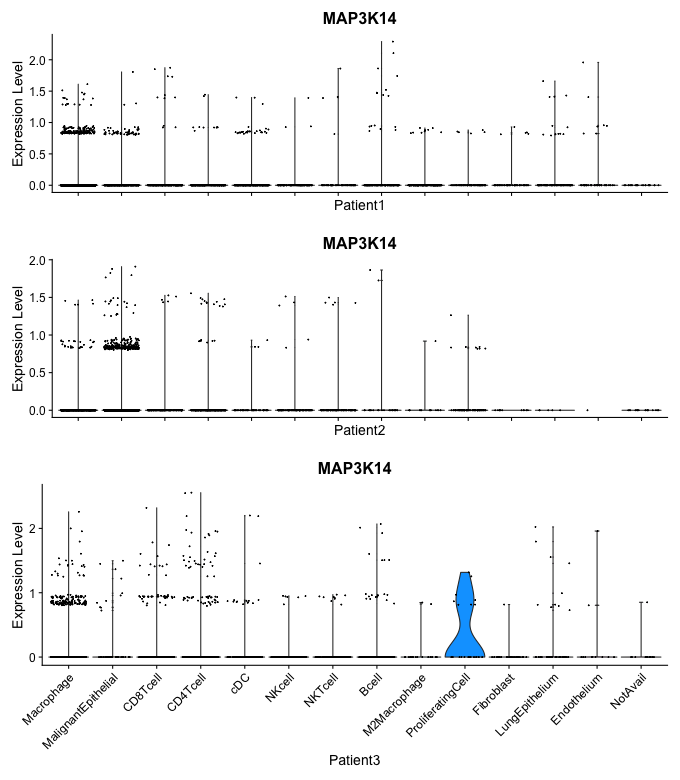 MAP3K14
Expression Level
2.0
1.5
1.0
0.5
0.0
Patient1
MAP3K14
Expression Level
2.0
1.5
1.0
0.5
0.0
Patient2
MAP3K14
Expression Level
2
1
0
Macrophage
MalignantEpithelial
CD8Tcell
CD4Tcell
cDC
NKcell
NKTcell
Bcell
M2Macrophage
ProliferatingCell
Fibroblast
LungEpithelium
Endothelium
NotAvail
Patient3